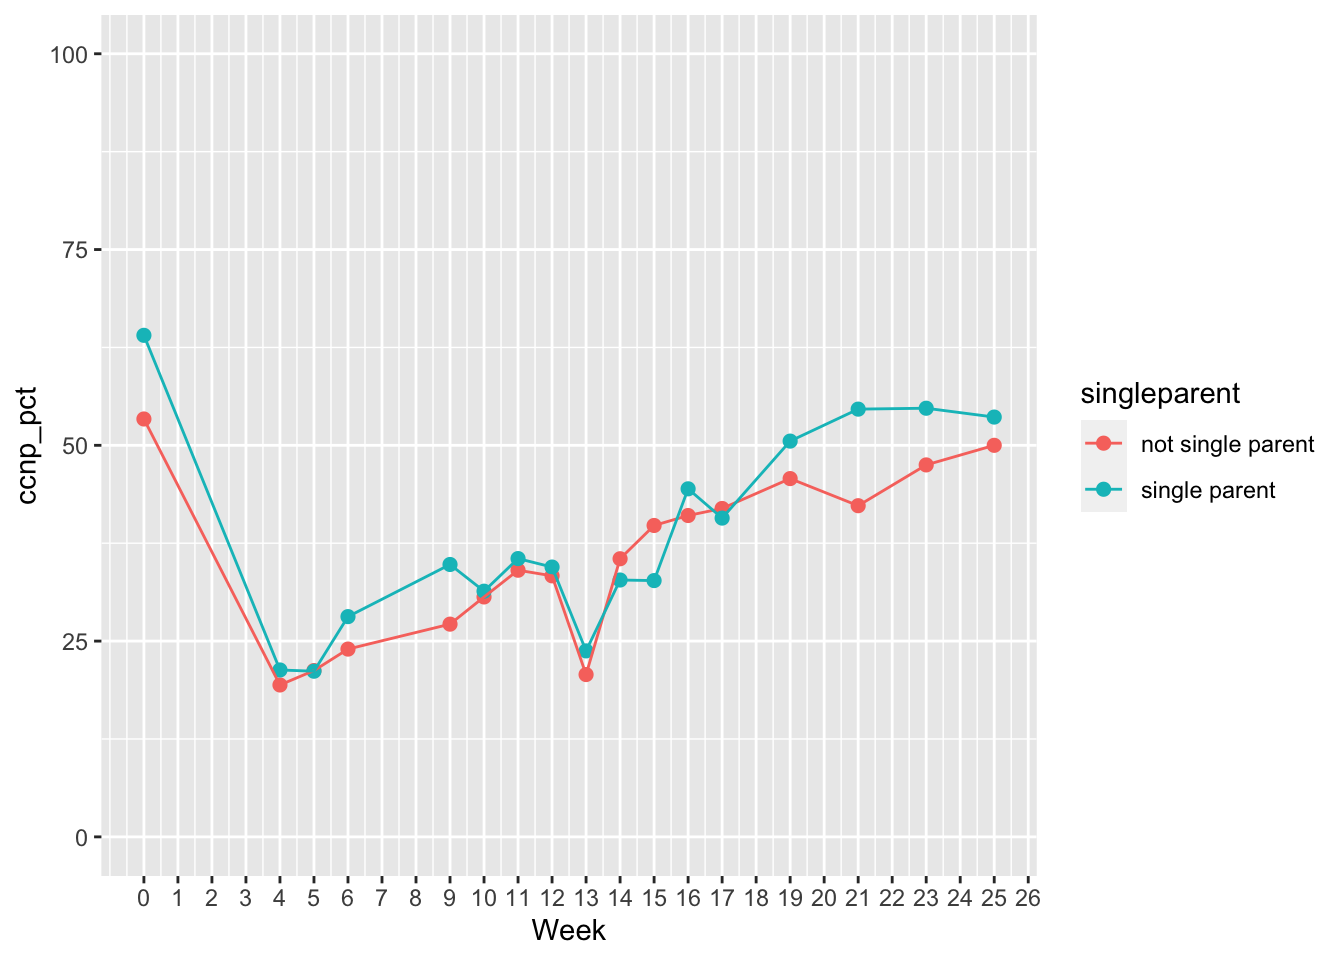 100
75
50
25
0
ccnp_pct
0 1 2 3 4 5 6 7 8 9 10 11 12 13 14 15 16 17 18 19 20 21 22 23 24 25 26
Week
singleparent
not single parent
single parent